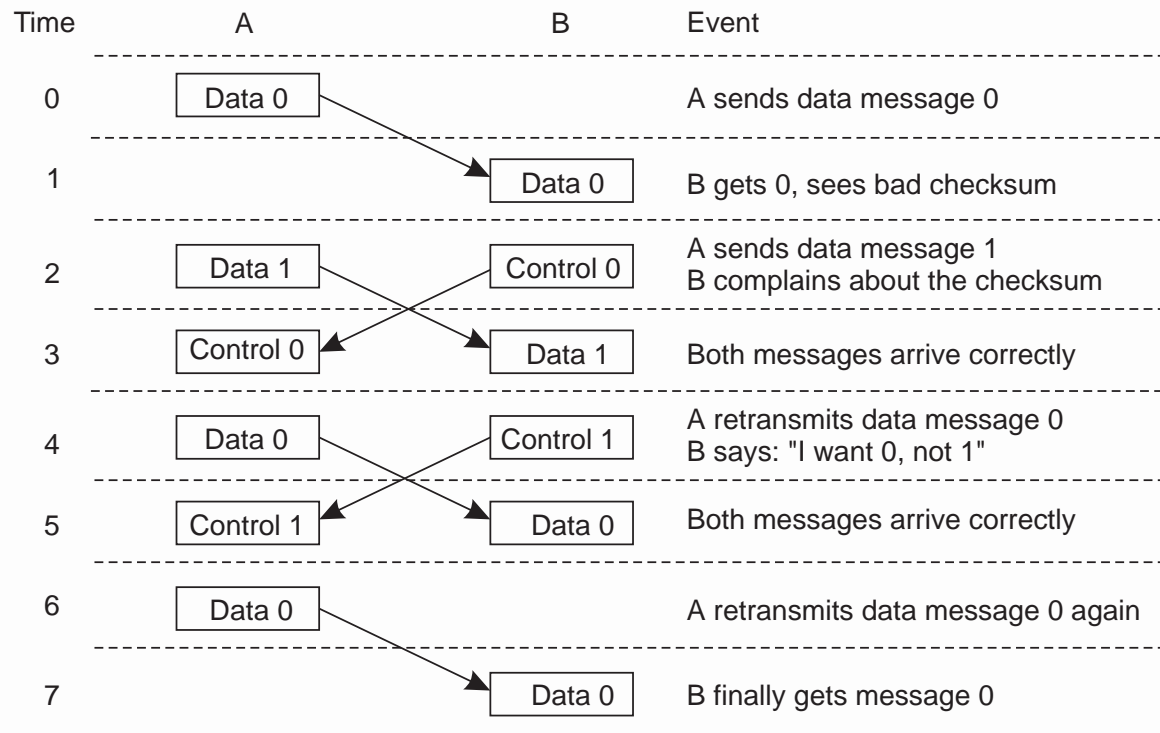 Time A B Event
0 Data 0 A sends data message 0
1 Data 0 B gets 0, sees bad checksum
2 Data 1 Control 0 A sends data message 1
B complains about the checksum
3 Control 0 Data 1 Both messages arrive correctly
4 Data 0 Control 1 A retransmits data message 0
B says: "I want 0, not 1"
5 Control 1 Data 0 Both messages arrive correctly
6 Data 0 A retransmits data message 0 again
7 Data 0 B finally gets message 0